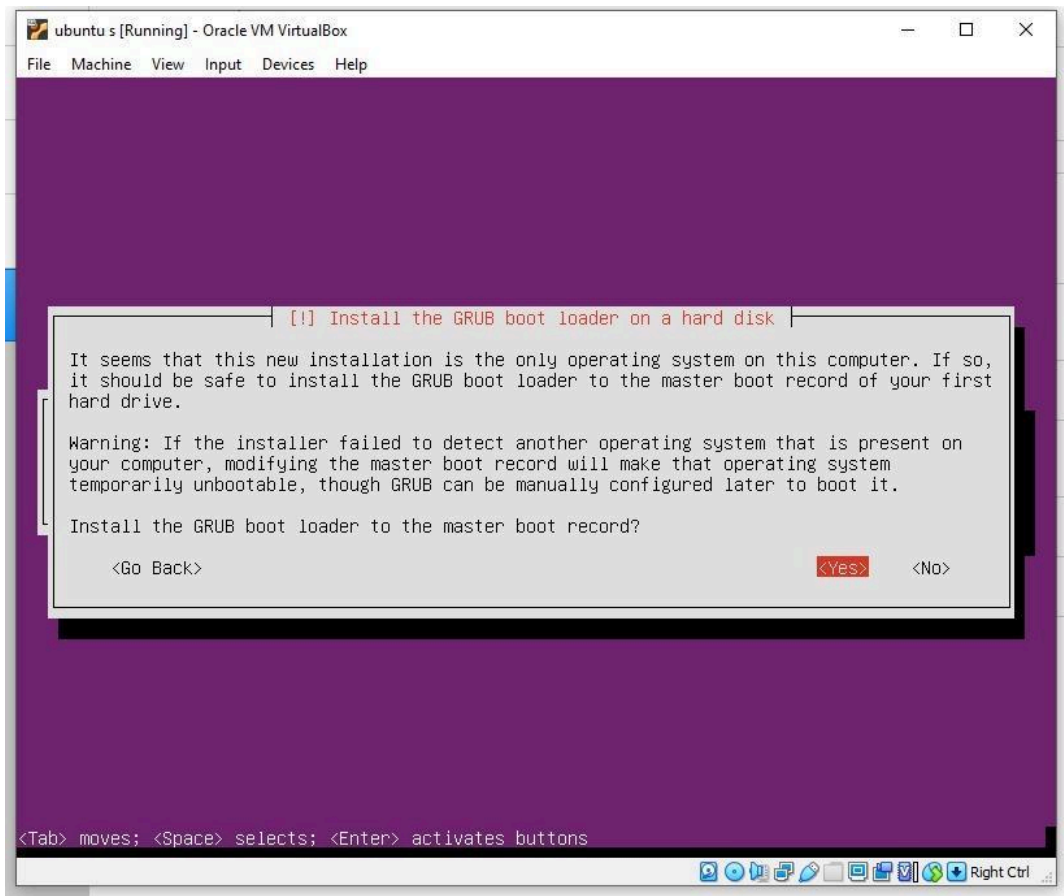 ubuntu s [Running] - Oracle VM VirtualBox
File Machine View Input Devices Help
[!] Install the GRUB boot loader on a hard disk
It seems that this new installation is the only operating system on this computer. If so,
it should be safe to install the GRUB boot loader to the master boot record of your first
hard drive.
Warning: If the installer failed to detect another operating system that is present on
your computer, modifying the master boot record will make that operating system
temporarily unbootable, though GRUB can be manually configured later to boot it.
Install the GRUB boot loader to the master boot record?
<Go Back> <Yes> <No>
<Tab> moves; <Space> selects; <Enter> activates buttons
Right Ctrl